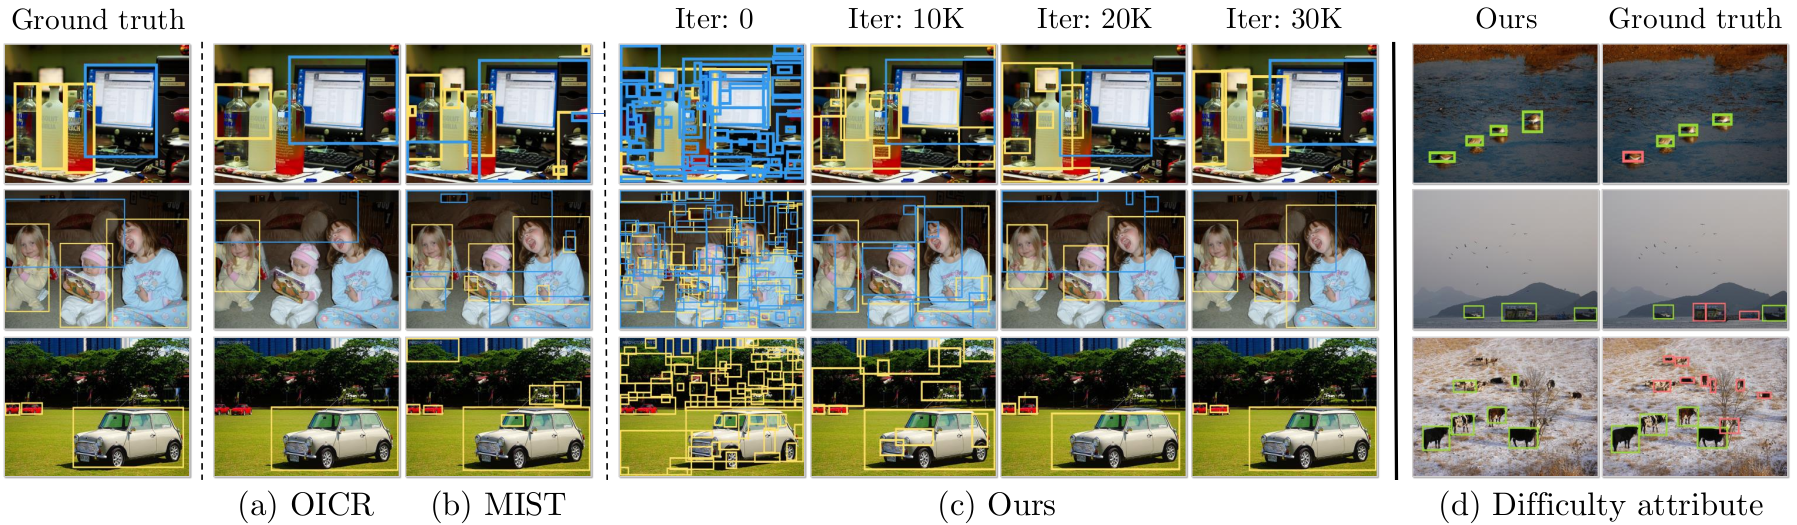 Ground truth
Iter: 0
Iter: 10K
Iter: 20K
Iter: 30K
Ours
Ground truth
(a) OICR
(b) MIST
(c) Ours
(d) Difficulty attribute